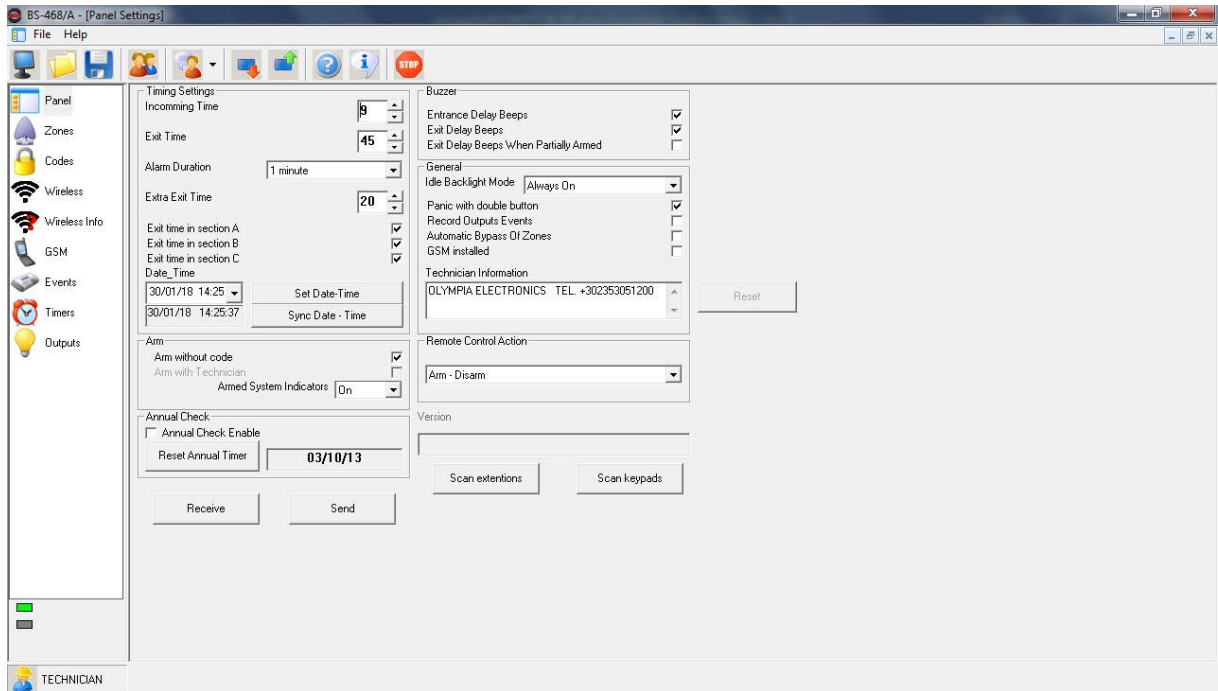 BS-468/A - [Panel Settings]
File Help
STOP
Panel
Zones
Codes
Wireless
Wireless Info
GSM
Events
Timers
Outputs
TECHNICIAN
Timing Settings
Incomming Time 9
Exit Time 45
Alarm Duration 1 minute
Extra Exit Time 20
Exit time in section A
Exit time in section B
Exit time in section C
Date_Time
30/01/18 14:25 Set Date-Time
30/01/18 14:25:37 Sync Date - Time
Arm
Arm without code
Arm with Technician
Armed System Indicators On
Annual Check
Annual Check Enable
Reset Annual Timer 03/10/13
Receive Send
Buzzer
Entrance Delay Beeps
Exit Delay Beeps
Exit Delay Beeps When Partially Armed
General
Idle Backlight Mode Always On
Panic with double button
Record Outputs Events
Automatic Bypass Of Zones
GSM installed
Technician Information
OLYMPIA ELECTRONICS TEL. +302353051200
Reset
Remote Control Action
Arm - Disarm
Version
Scan extentions Scan keypads